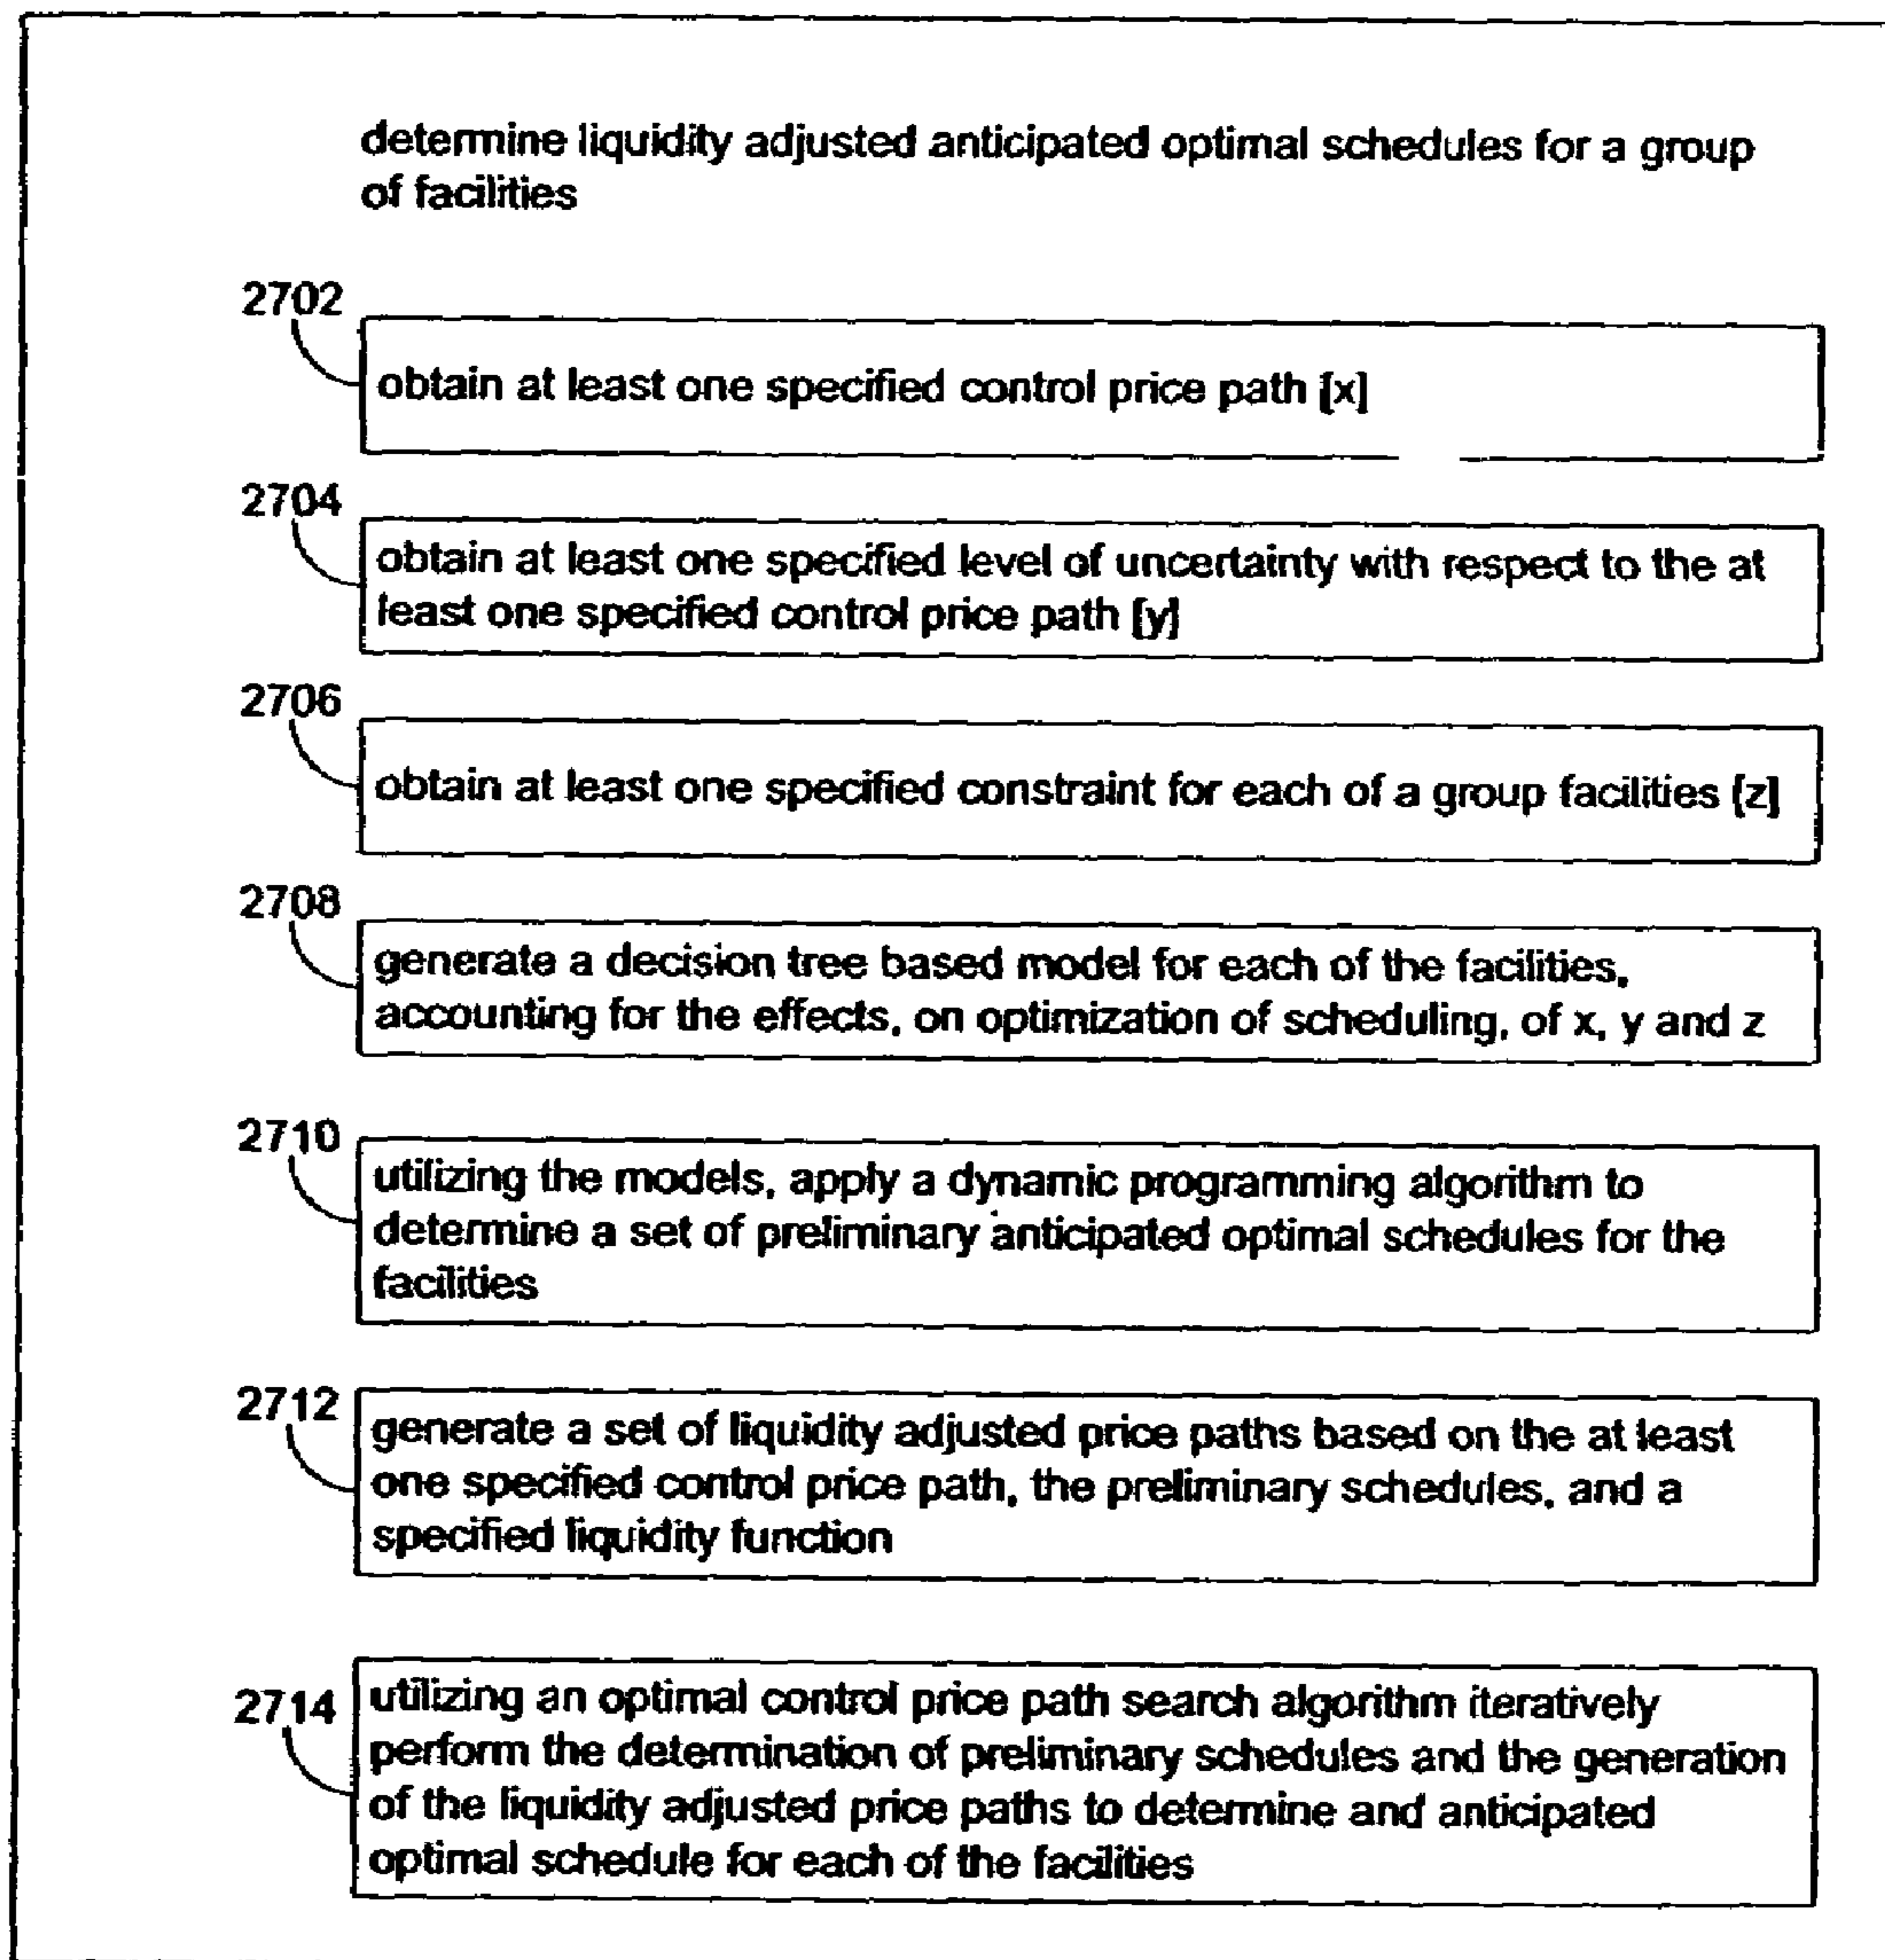 determine liquidity adjusted anticipated optimal schedules for a group
of facilities
2702
obtain at least one specified control price path [x]
2704
obtain at least one specified level of uncertainty with respect to the at
least one specified control price path [y]
2706
obtain at least one specified constraint for each of a group facilities [z]
2708
generate a decision tree based model for each of the facilities,
accounting for the effects, on optimization of scheduling, of x, y and z
2710
utilizing the models, apply a dynamic programming algorithm to
determine a set of preliminary anticipated optimal schedules for the
facilities
2712
generate a set of liquidity adjusted price paths based on the at least
one specified control price path, the preliminary schedules, and a
specified liquidity function
2714
utilizing an optimal control price path search algorithm iteratively
perform the determination of preliminary schedules and the generation
of the liquidity adjusted price paths to determine and anticipated
optimal schedule for each of the facilities